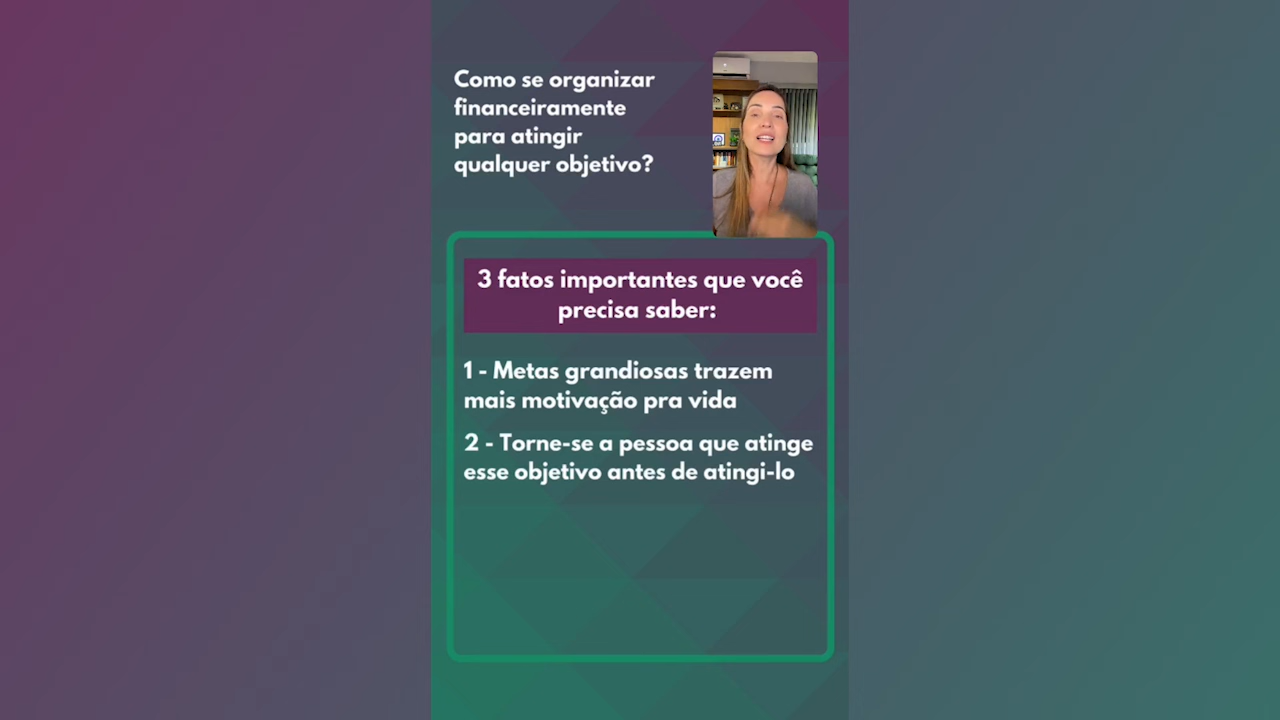 Como se organizar
financeiramente
para atingir
qualquer objetivo?
3 fatos importantes que você
precisa saber:
1 - Metas grandiosas trazem
mais motivação pra vida
2 - Torne-se a pessoa que atinge
esse objetivo antes de atingi-lo